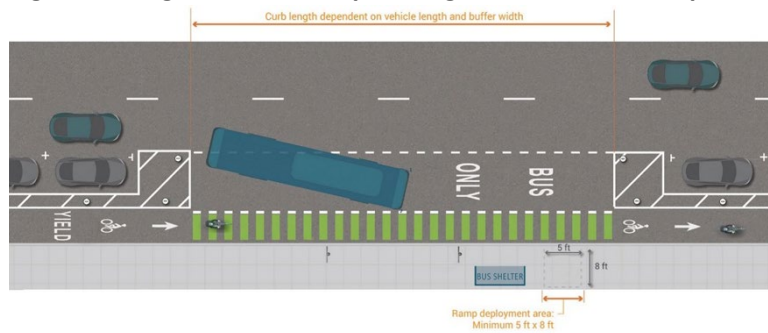 Curb length dependent on vehicle length and buffer width
ONLY
BUS
YIELD
5 ft
8 ft
BUS SHELTER
Ramp deployment area:
Minimum 5 ft x 8 ft